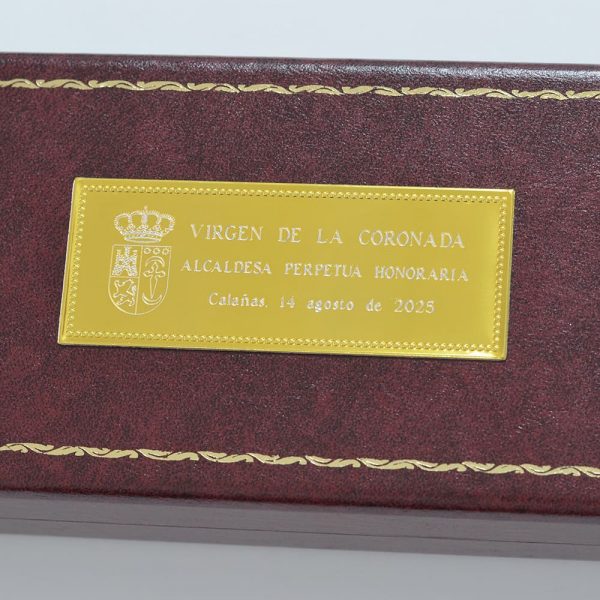 VIRGEN DE LA CORONADA
ALCALDESA PERPETUA HONORARIA
Calañas, 14 agosto de 2025